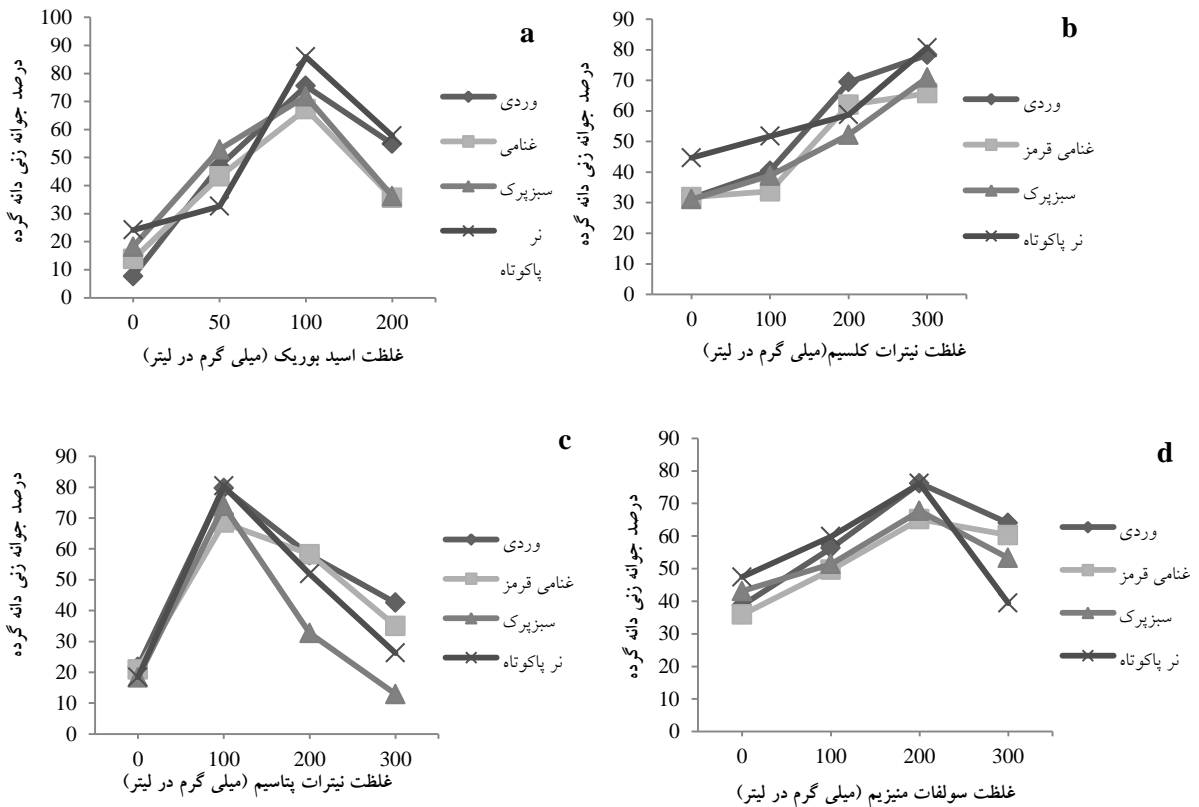 a
درصد جوانه زنی دانه گرده
100
90
80
70
60
50
40
30
20
10
0
0 50 100 200
غلظت اسید بوریک (میلی گرم در لیتر)
وردی
غنامی
سبزپرک
نر
پاکوتاه
b
درصد جوانه زنی دانه گرده
90
80
70
60
50
40
30
20
10
0
0 100 200 300
غلظت نیترات کلسیم(میلی گرم در لیتر)
وردی
غنامی قرمز
سبزپرک
نر پاکوتاه
c
درصد جوانه زنی دانه گرده
90
80
70
60
50
40
30
20
10
0
0 100 200 300
غلظت نیترات پتاسیم (میلی گرم در لیتر)
وردی
غنامی قرمز
سبزپرک
نر پاکوتاه
d
درصد جوانه زنی دانه گرده
90
80
70
60
50
40
30
20
10
0
0 100 200 300
غلظت سولفات منیزیم (میلی گرم در لیتر)
وردی
غنامی قرمز
سبزپرک
نر پاکوتاه